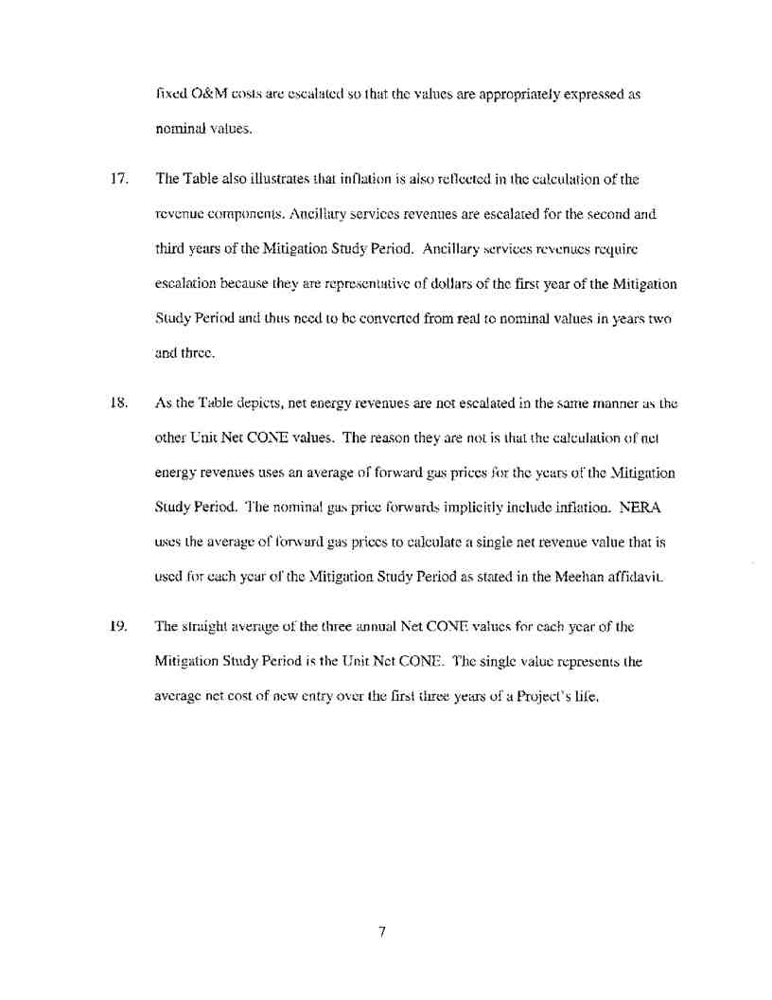 fixed O&M costs are escalated so that the values are appropriately expressed as
nominal values.
17. The Table also illustrates that inflation is also reflected in the calculation of the
revenue components. Ancillary services revenues are escalated for the second and
third years of the Mitigation Study Period. Ancillary services revenues require
escalation because they are representative of dollars of the first year of the Mitigation
Study Period and thus need to be converted from real to nominal values in years two
and three.
18. As the Table depicts, net energy revenues are not escalated in the same manner as the
other Unit Net CONE values. The reason they are not is that the calculation of net
energy revenues uses an average of forward gas prices for the years of the Mitigation
Study Period. The nominal gas price forwards implicitly include inflation. NERA
uses the average of forward gas prices to calculate a single net revenue value that is
used for each year of the Mitigation Study Period as stated in the Meehan affidavit.
19. The straight average of the three annual Net CONE values for each year of the
Mitigation Study Period is the Unit Net CONE. The single value represents the
average net cost of new entry over the first three years of a Project's life.
7